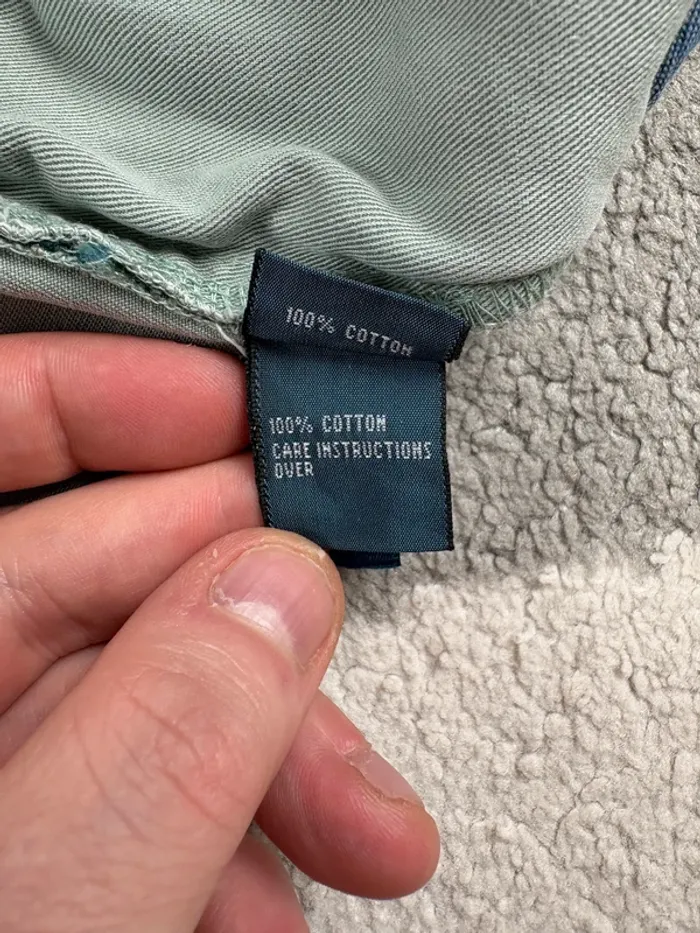 100% COTTON
100% COTTON
CARE INSTRUCTIONS
OVER